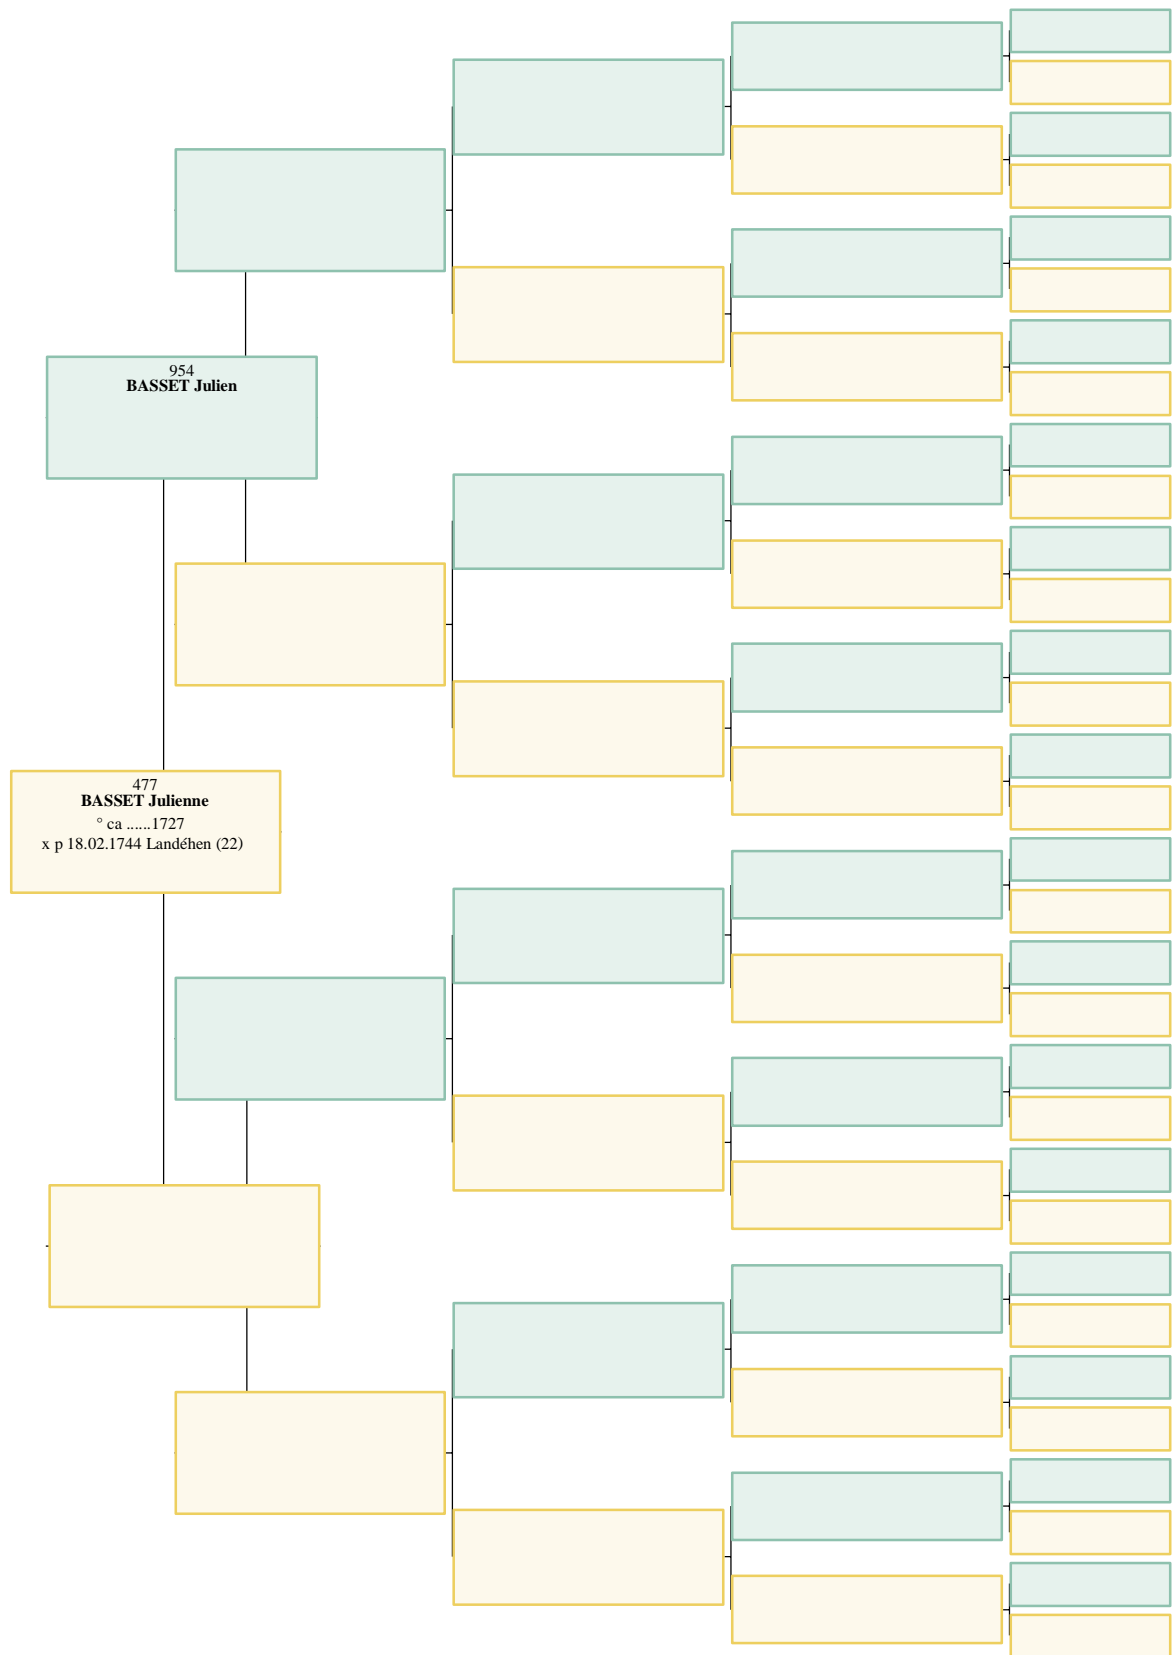 954
BASSET Julien
477
BASSET Julienne
° ca ......1727
x p 18.02.1744 Landéhen (22)